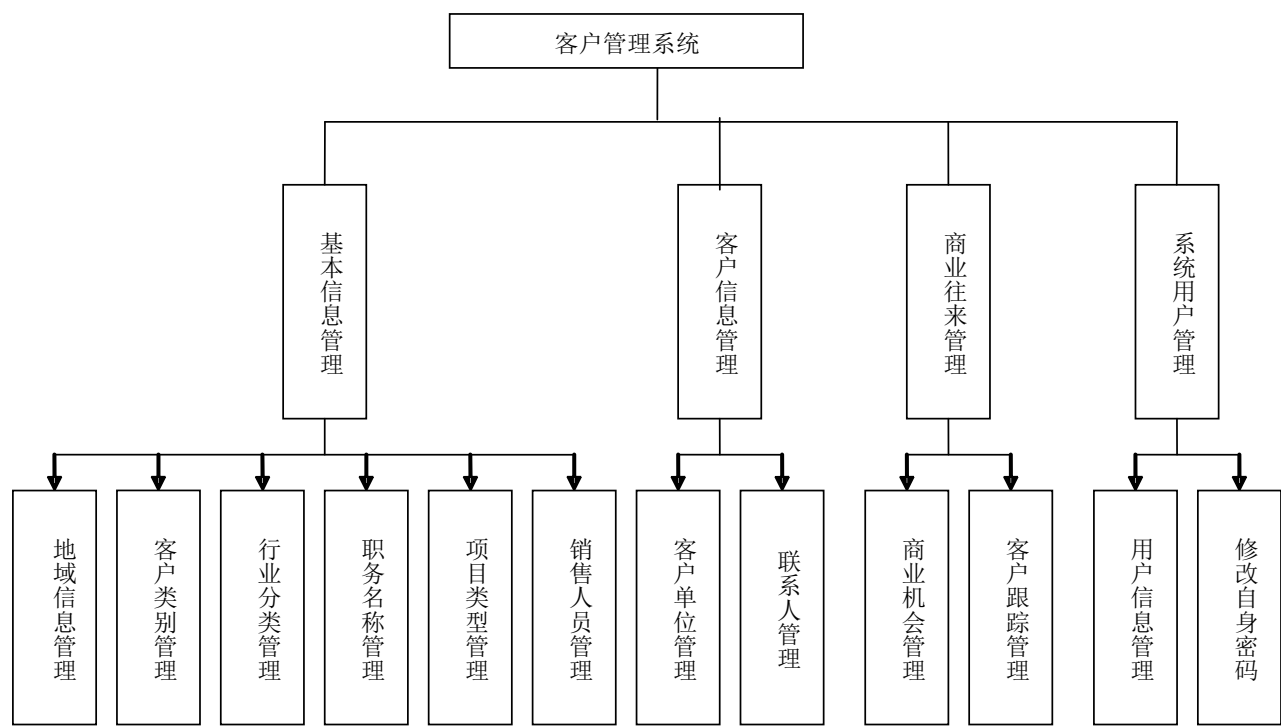 客户管理系统
基本信息管理
客户信息管理
商业往来管理
系统用户管理
地域信息管理
客户类别管理
行业分类管理
职务名称管理
项目类型管理
销售人员管理
客户单位管理
联系人管理
商业机会管理
客户跟踪管理
用户信息管理
修改自身密码